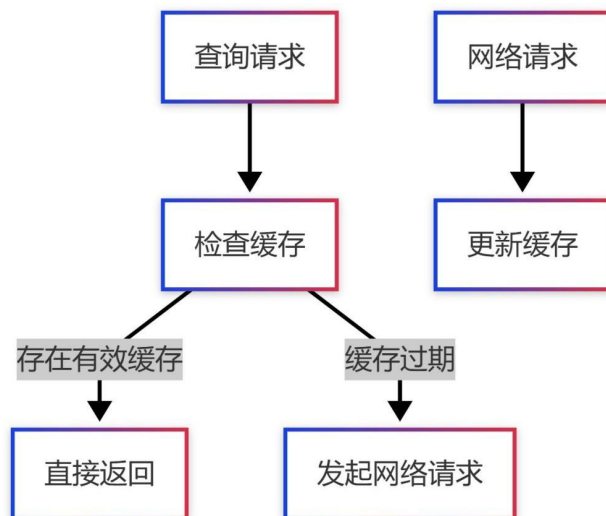 查询请求
网络请求
检查缓存
更新缓存
存在有效缓存
缓存过期
直接返回
发起网络请求